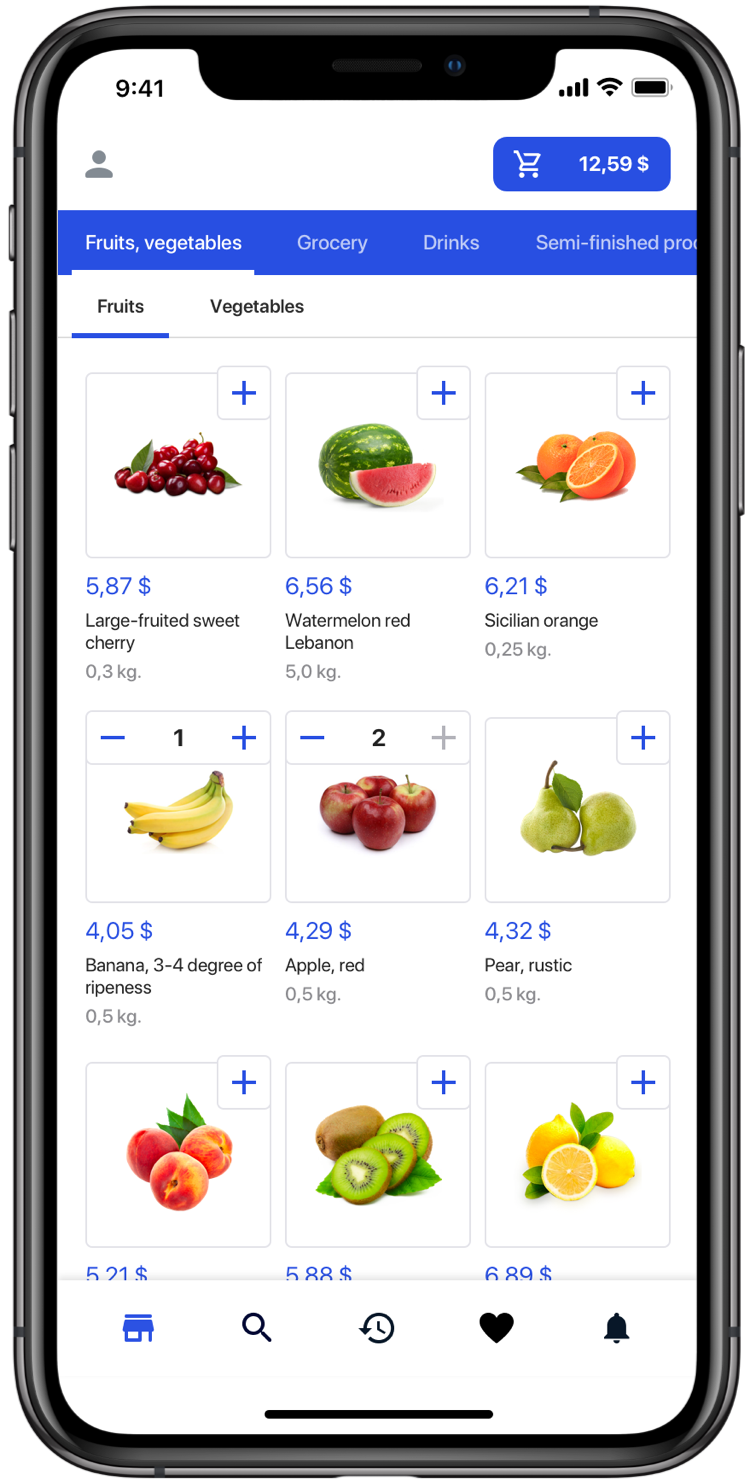 9:41
12,59 $
Fruits, vegetables Grocery Drinks Semi-finished
Fruits Vegetables
5,87 $ 6,56 $ 6,21 $
Large-fruited sweet Watermelon red Sicilian orange
cherry Lebanon 0,25 kg.
0,3 kg. 5,0 kg.
1 2
4,05 $ 4,29 $ 4,32 $
Banana, 3-4 degree of Apple, red Pear, rustic
ripeness 0,5 kg. 0,5 kg.
0,5 kg.
5,21 $ 5,88 $ 6,89 $